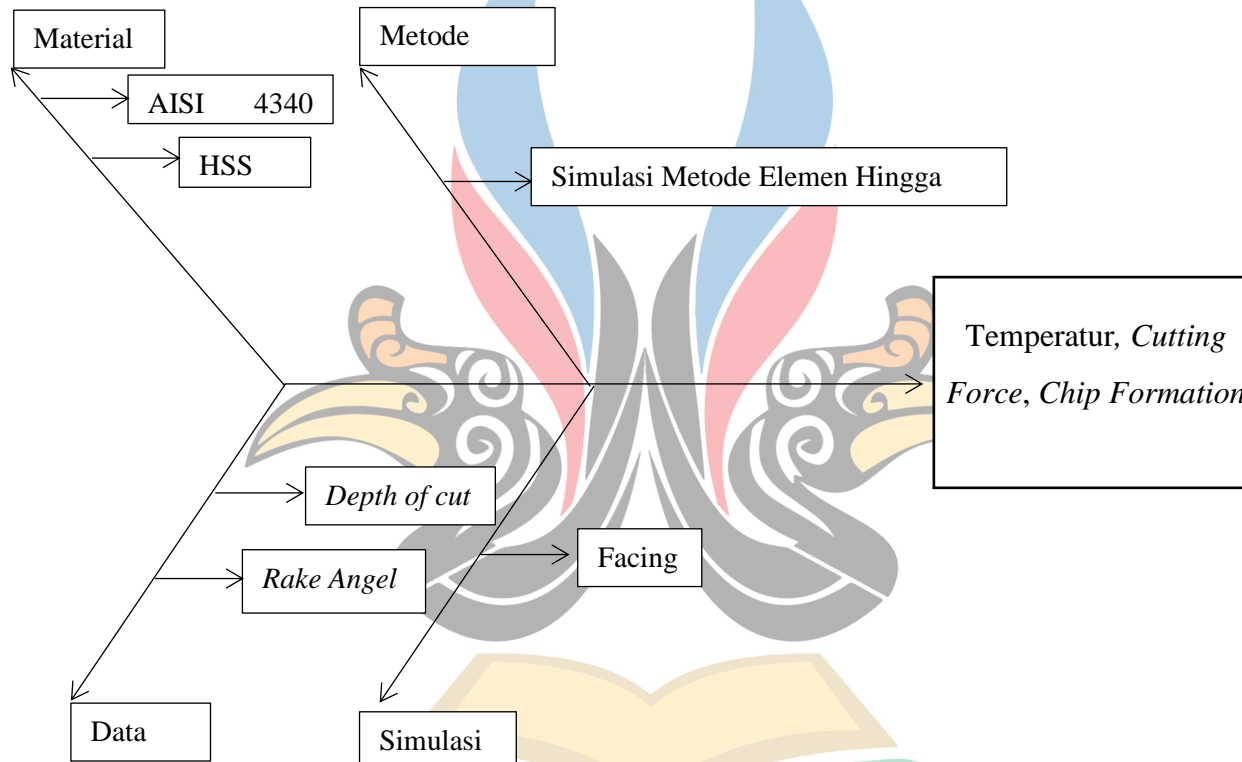 Material
Metode
AISI 4340
HSS
Simulasi Metode Elemen Hingga
Temperatur, Cutting
Force, Chip Formation
Depth of cut
Rake Angel
Facing
Data
Simulasi